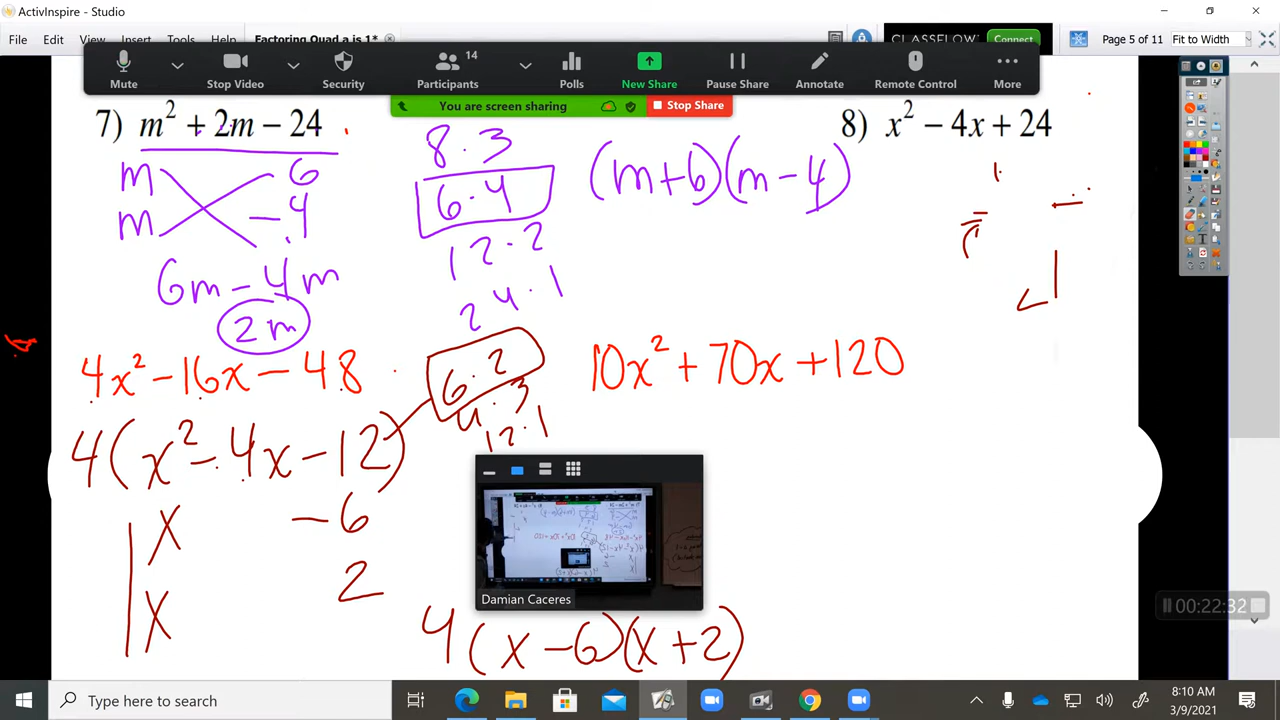 ActivInspire - Studio
File Edit View Insert Tools Help
Factoring Quad a is 1*
CLASSFLOW Connect
Page 5 of 11 Fit to Width
14
Mute Stop Video Security Participants Polls New Share Pause Share Annotate Remote Control More
You are screen sharing Stop Share
7) m² + 2m − 24
8) x² − 4x + 24
8 · 3
6 · 4
12 · 2
24 · 1
m 6
m −4
6m − 4m
2m
(m+6)(m−4)
4x² − 16x − 48
6 · 2
4 · 3
12 · 1
10x² + 70x + 120
4(x² − 4x − 12)
x −6
x 2
Damian Caceres
4(x − 6)(x + 2)
00:22:32
Type here to search
8:10 AM
3/9/2021